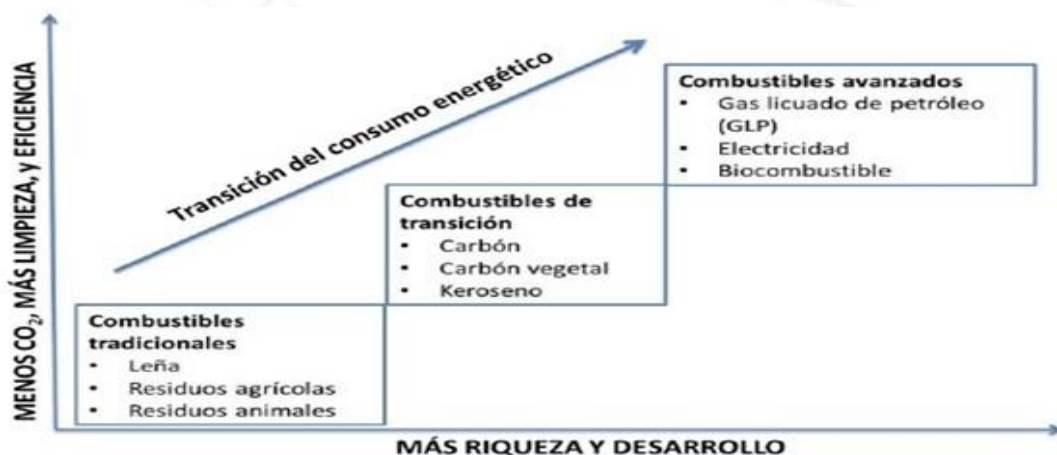 MENOS CO₂, MÁS LIMPIEZA, y EFICIENCIA
Transición del consumo energético
Combustibles avanzados
• Gas licuado de petróleo
(GLP)
• Electricidad
• Biocombustible
Combustibles de
transición
• Carbón
• Carbón vegetal
• Keroseno
Combustibles
tradicionales
• Leña
• Residuos agrícolas
• Residuos animales
MÁS RIQUEZA Y DESARROLLO